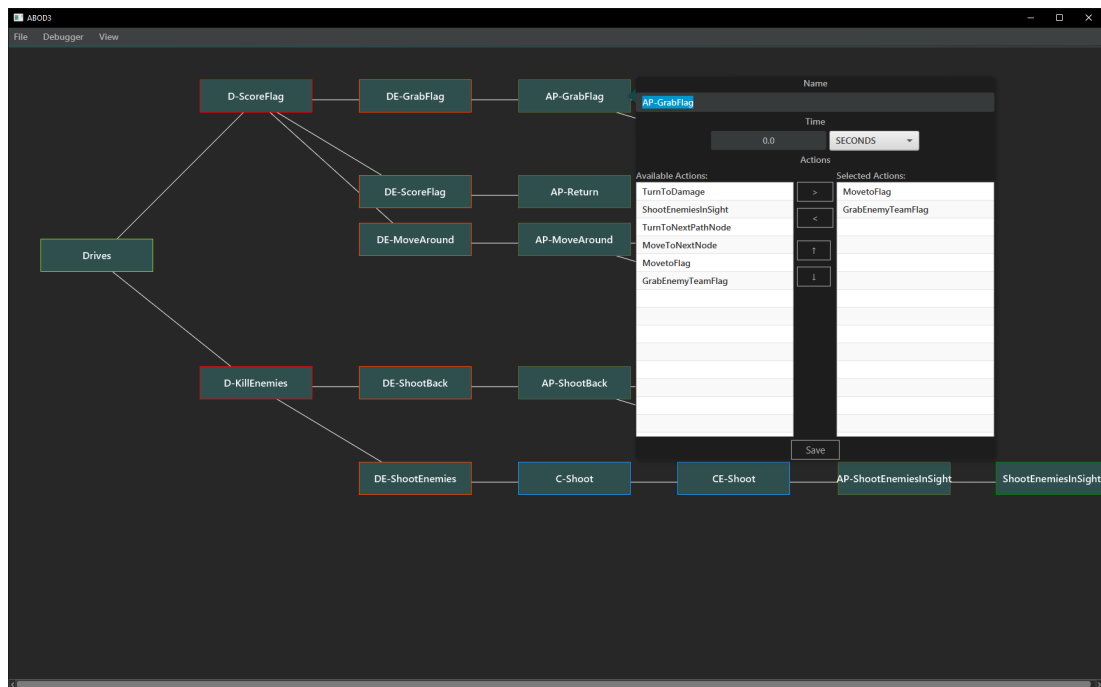 ABOD3
File Debugger View
D-ScoreFlag
DE-GrabFlag
AP-GrabFlag
DE-ScoreFlag
AP-Return
DE-MoveAround
AP-MoveAround
Drives
D-KillEnemies
DE-ShootBack
AP-ShootBack
DE-ShootEnemies
C-Shoot
CE-Shoot
AP-ShootEnemiesInSight
ShootEnemiesInSight
Name
AP-GrabFlag
Time
0.0
SECONDS
Actions
Available Actions:
TurnToDamage
ShootEnemiesInSight
TurnToNextPathNode
MoveToNextNode
MovetoFlag
GrabEnemyTeamFlag
>
<
↑
↓
Selected Actions:
MovetoFlag
GrabEnemyTeamFlag
Save